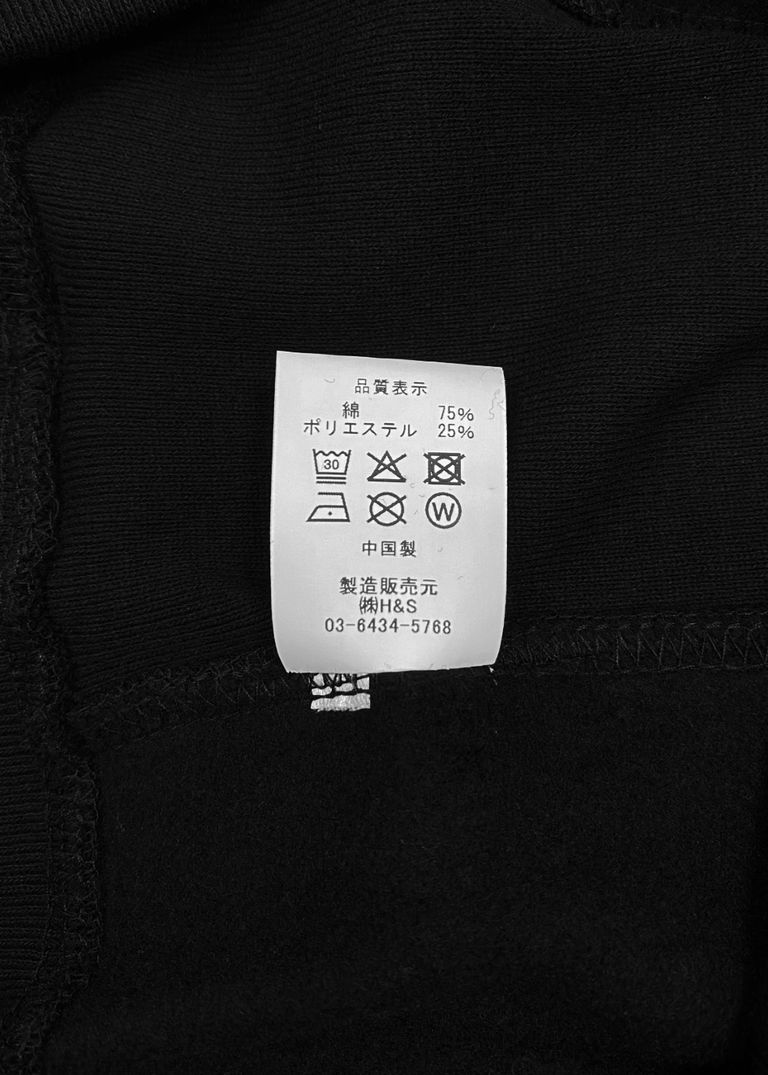 品質表示
綿 75%
ポリエステル 25%
30
W
中国製
製造販売元
㈱H&S
03-6434-5768